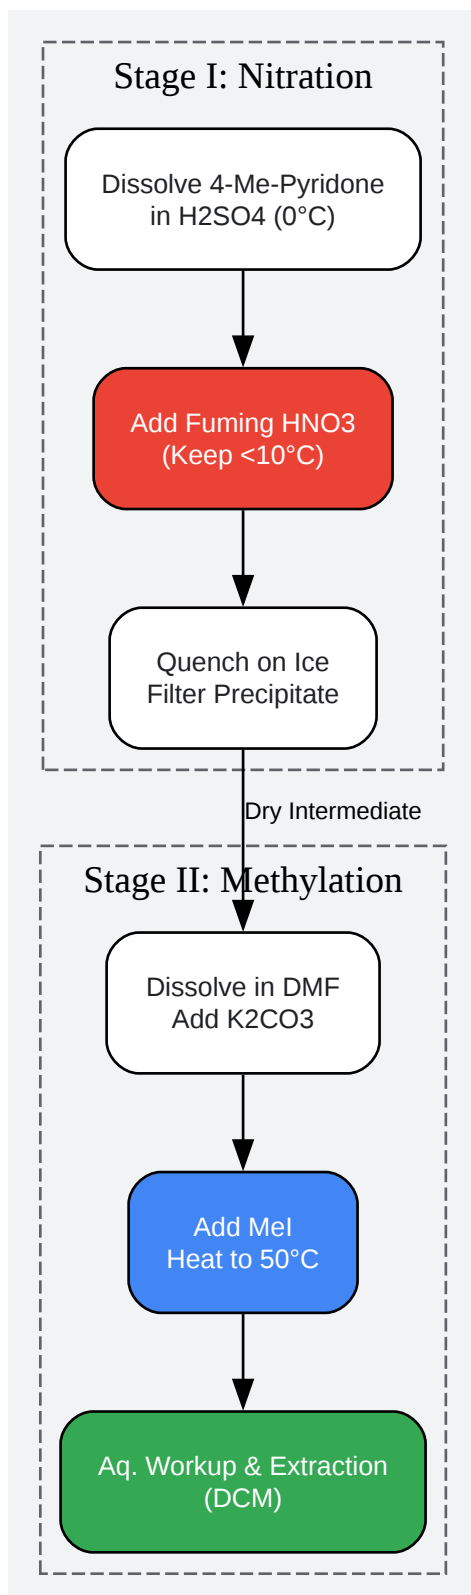 Stage I: Nitration
Dissolve 4-Me-Pyridone
in H2SO4 (0°C)
Add Fuming HNO3
(Keep <10°C)
Quench on Ice
Filter Precipitate
Dry Intermediate
Stage II: Methylation
Dissolve in DMF
Add K2CO3
Add MeI
Heat to 50°C
Aq. Workup & Extraction
(DCM)